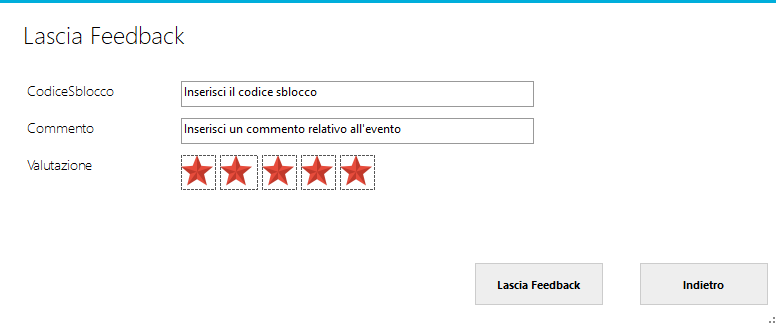 Lascia Feedback
CodiceSblocco Inserisci il codice sblocco
Commento Inserisci un commento relativo all'evento
Valutazione
Lascia Feedback Indietro